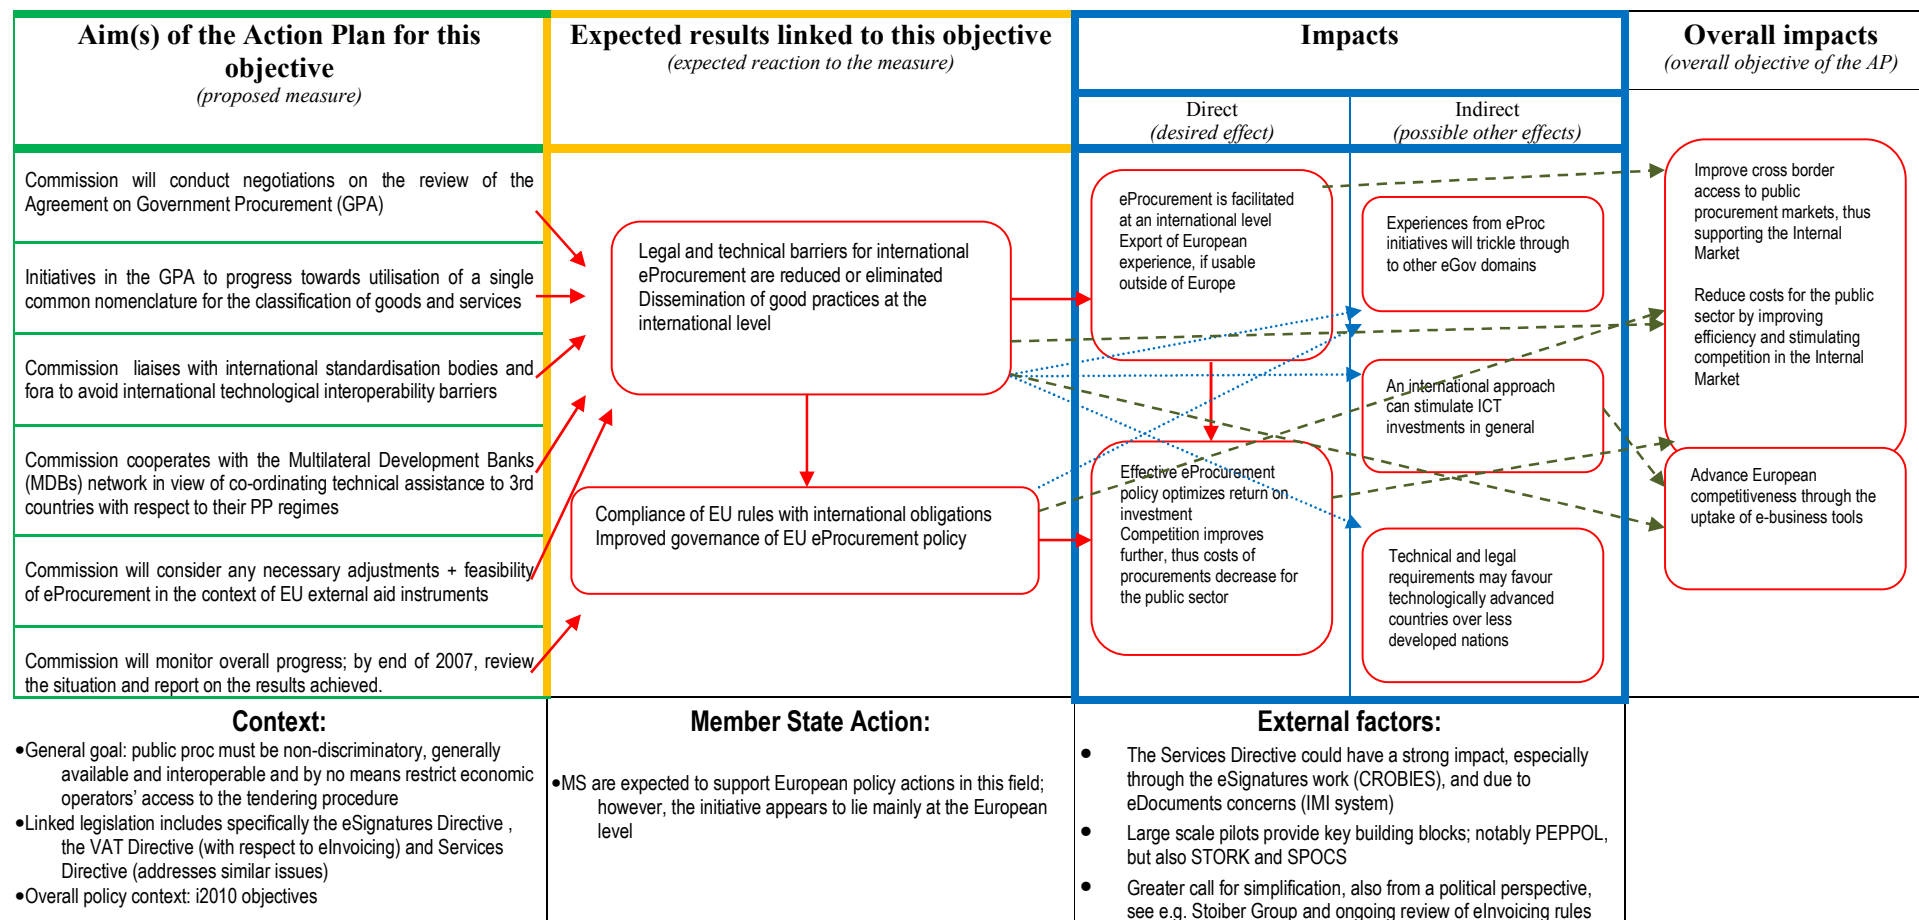 Aim(s) of the Action Plan for this
objective
(proposed measure)
Expected results linked to this objective
(expected reaction to the measure)
Impacts
Overall impacts
(overall objective of the AP)
Direct
(desired effect)
Indirect
(possible other effects)
Commission will conduct negotiations on the review of the
Agreement on Government Procurement (GPA)
Initiatives in the GPA to progress towards utilisation of a single
common nomenclature for the classification of goods and services
Commission liaises with international standardisation bodies and
fora to avoid international technological interoperability barriers
Commission cooperates with the Multilateral Development Banks
(MDBs) network in view of co-ordinating technical assistance to 3rd
countries with respect to their PP regimes
Commission will consider any necessary adjustments + feasibility
of eProcurement in the context of EU external aid instruments
Commission will monitor overall progress; by end of 2007, review
the situation and report on the results achieved.
Legal and technical barriers for international
eProcurement are reduced or eliminated
Dissemination of good practices at the
international level
Compliance of EU rules with international obligations
Improved governance of EU eProcurement policy
eProcurement is facilitated
at an international level
Export of European
experience, if usable
outside of Europe
Effective eProcurement
policy optimizes return on
investment
Competition improves
further, thus costs of
procurements decrease for
the public sector
Experiences from eProc
initiatives will trickle through
to other eGov domains
An international approach
can stimulate ICT
investments in general
Technical and legal
requirements may favour
technologically advanced
countries over less
developed nations
Improve cross border
access to public
procurement markets, thus
supporting the Internal
Market
Reduce costs for the public
sector by improving
efficiency and stimulating
competition in the Internal
Market
Advance European
competitiveness through the
uptake of e-business tools
Context:
•General goal: public proc must be non-discriminatory, generally
available and interoperable and by no means restrict economic
operators' access to the tendering procedure
•Linked legislation includes specifically the eSignatures Directive ,
the VAT Directive (with respect to eInvoicing) and Services
Directive (addresses similar issues)
•Overall policy context: i2010 objectives
Member State Action:
•MS are expected to support European policy actions in this field;
however, the initiative appears to lie mainly at the European
level
External factors:
• The Services Directive could have a strong impact, especially
through the eSignatures work (CROBIES), and due to
eDocuments concerns (IMI system)
• Large scale pilots provide key building blocks; notably PEPPOL,
but also STORK and SPOCS
• Greater call for simplification, also from a political perspective,
see e.g. Stoiber Group and ongoing review of eInvoicing rules